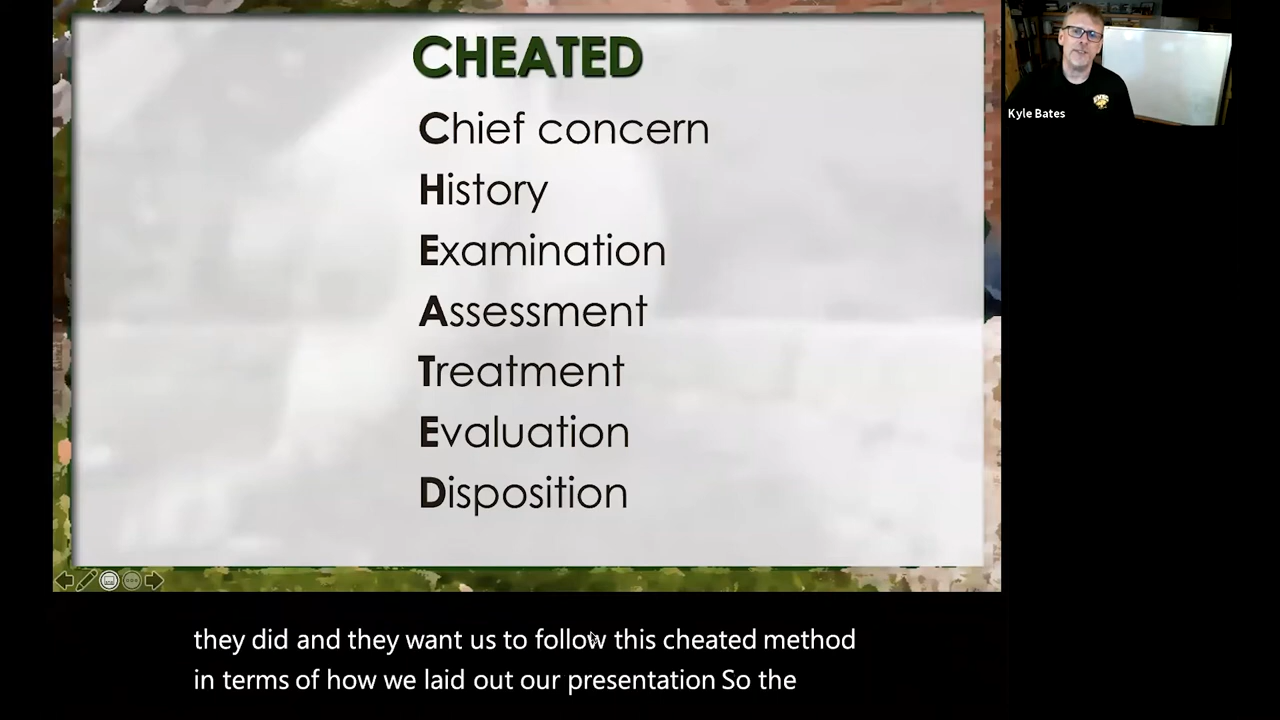 CHEATED
Chief concern
History
Examination
Assessment
Treatment
Evaluation
Disposition
Kyle Bates
they did and they want us to follow this cheated method
in terms of how we laid out our presentation So the